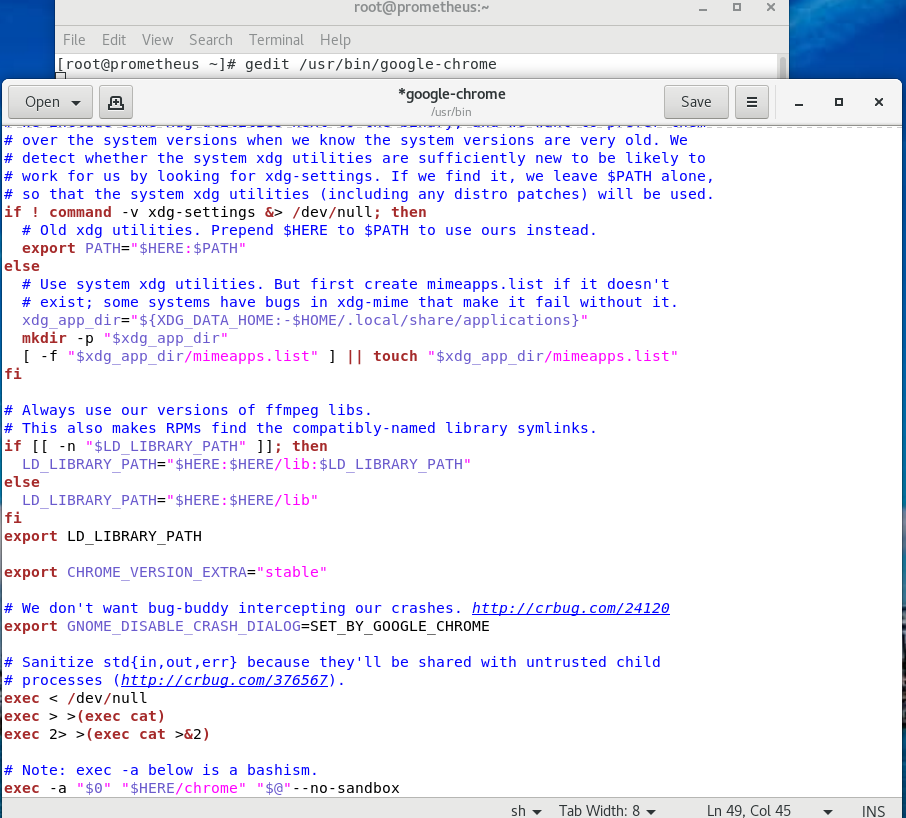 root@prometheus:~
File Edit View Search Terminal Help
[root@prometheus ~]# gedit /usr/bin/google-chrome
Open
*google-chrome
/usr/bin
Save
# over the system versions when we know the system versions are very old. We
# detect whether the system xdg utilities are sufficiently new to be likely to
# work for us by looking for xdg-settings. If we find it, we leave $PATH alone,
# so that the system xdg utilities (including any distro patches) will be used.
if ! command -v xdg-settings &> /dev/null; then
  # Old xdg utilities. Prepend $HERE to $PATH to use ours instead.
  export PATH="$HERE:$PATH"
else
  # Use system xdg utilities. But first create mimeapps.list if it doesn't
  # exist; some systems have bugs in xdg-mime that make it fail without it.
  xdg_app_dir="${XDG_DATA_HOME:-$HOME/.local/share/applications}"
  mkdir -p "$xdg_app_dir"
  [ -f "$xdg_app_dir/mimeapps.list" ] || touch "$xdg_app_dir/mimeapps.list"
fi
# Always use our versions of ffmpeg libs.
# This also makes RPMs find the compatibly-named library symlinks.
if [[ -n "$LD_LIBRARY_PATH" ]]; then
  LD_LIBRARY_PATH="$HERE:$HERE/lib:$LD_LIBRARY_PATH"
else
  LD_LIBRARY_PATH="$HERE:$HERE/lib"
fi
export LD_LIBRARY_PATH
export CHROME_VERSION_EXTRA="stable"
# We don't want bug-buddy intercepting our crashes. http://crbug.com/24120
export GNOME_DISABLE_CRASH_DIALOG=SET_BY_GOOGLE_CHROME
# Sanitize std{in,out,err} because they'll be shared with untrusted child
# processes (http://crbug.com/376567).
exec < /dev/null
exec > >(exec cat)
exec 2> >(exec cat >&2)
# Note: exec -a below is a bashism.
exec -a "$0" "$HERE/chrome" "$@"--no-sandbox
sh Tab Width: 8 Ln 49, Col 45 INS